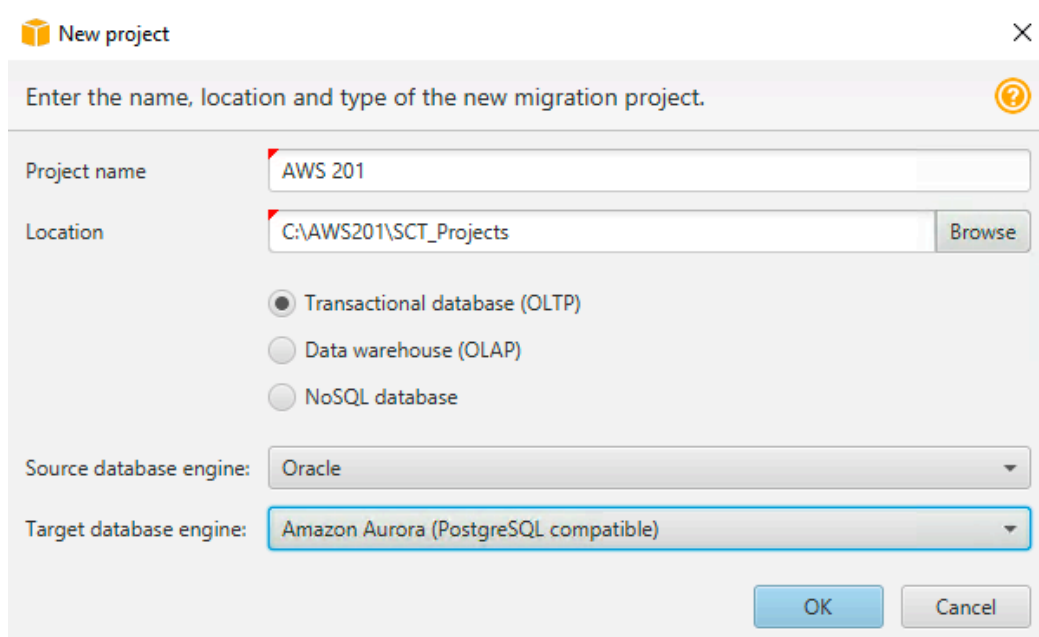 New project
Enter the name, location and type of the new migration project.
Project name AWS 201
Location C:\AWS201\SCT_Projects Browse
Transactional database (OLTP)
Data warehouse (OLAP)
NoSQL database
Source database engine: Oracle
Target database engine: Amazon Aurora (PostgreSQL compatible)
OK Cancel